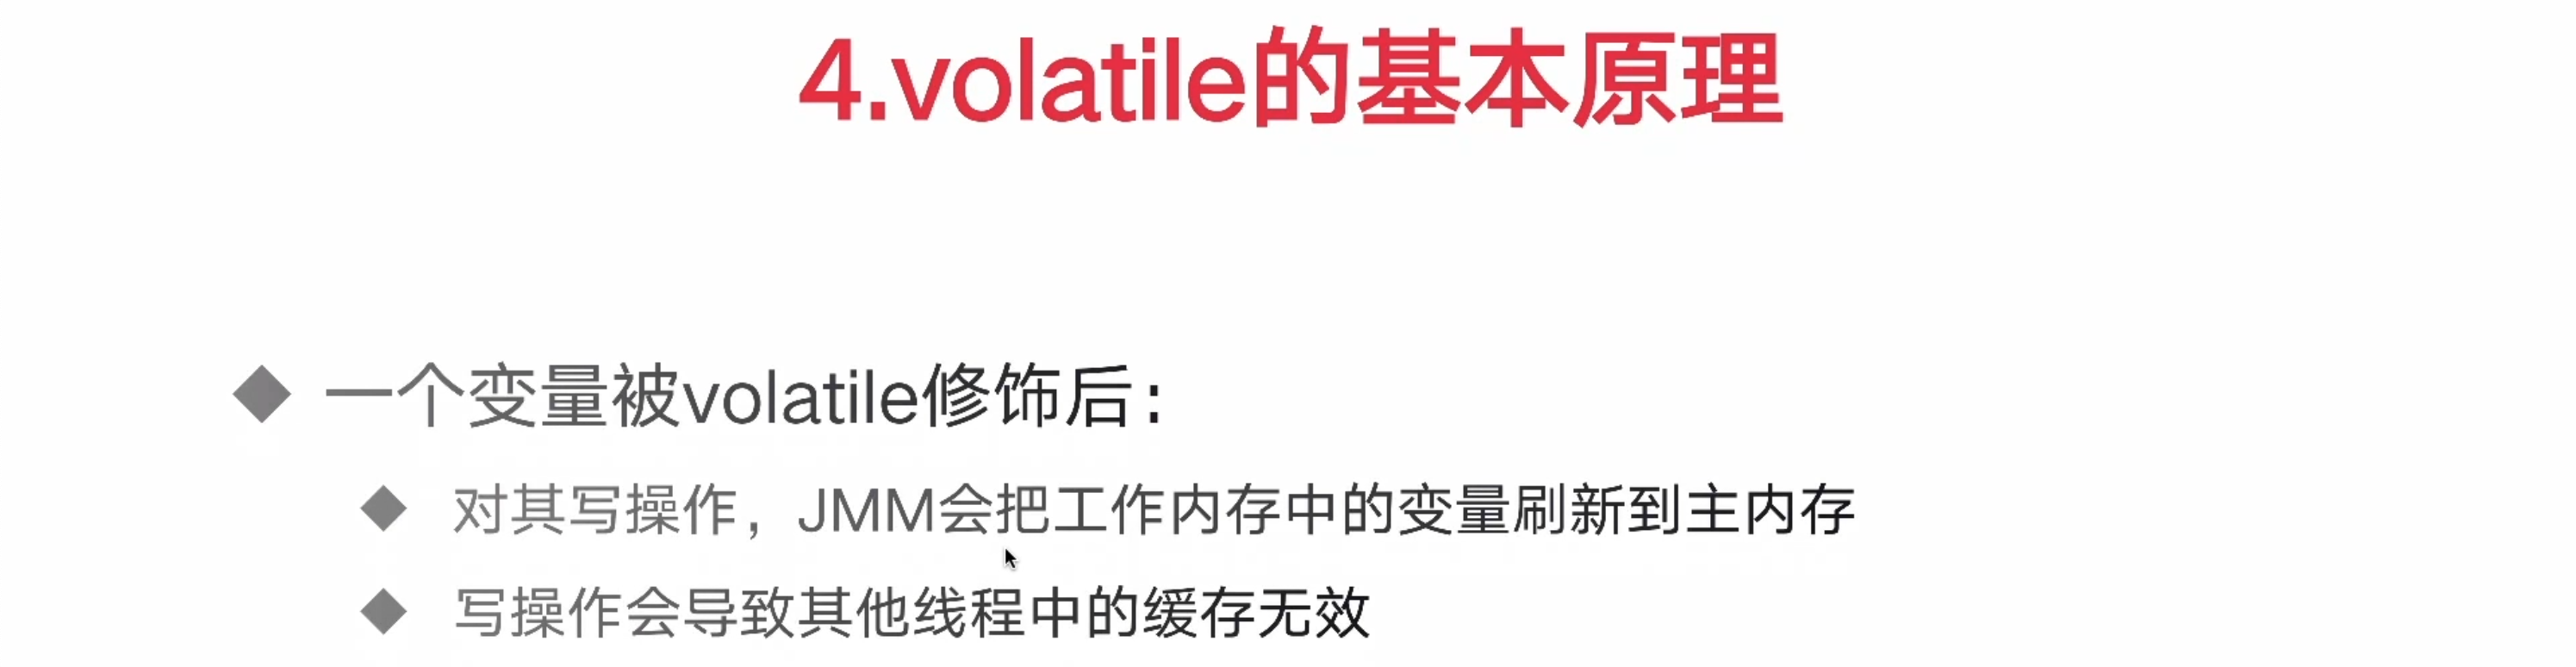 4.volatile的基本原理
一个变量被volatile修饰后：
对其写操作，JMM会把工作内存中的变量刷新到主内存
写操作会导致其他线程中的缓存无效